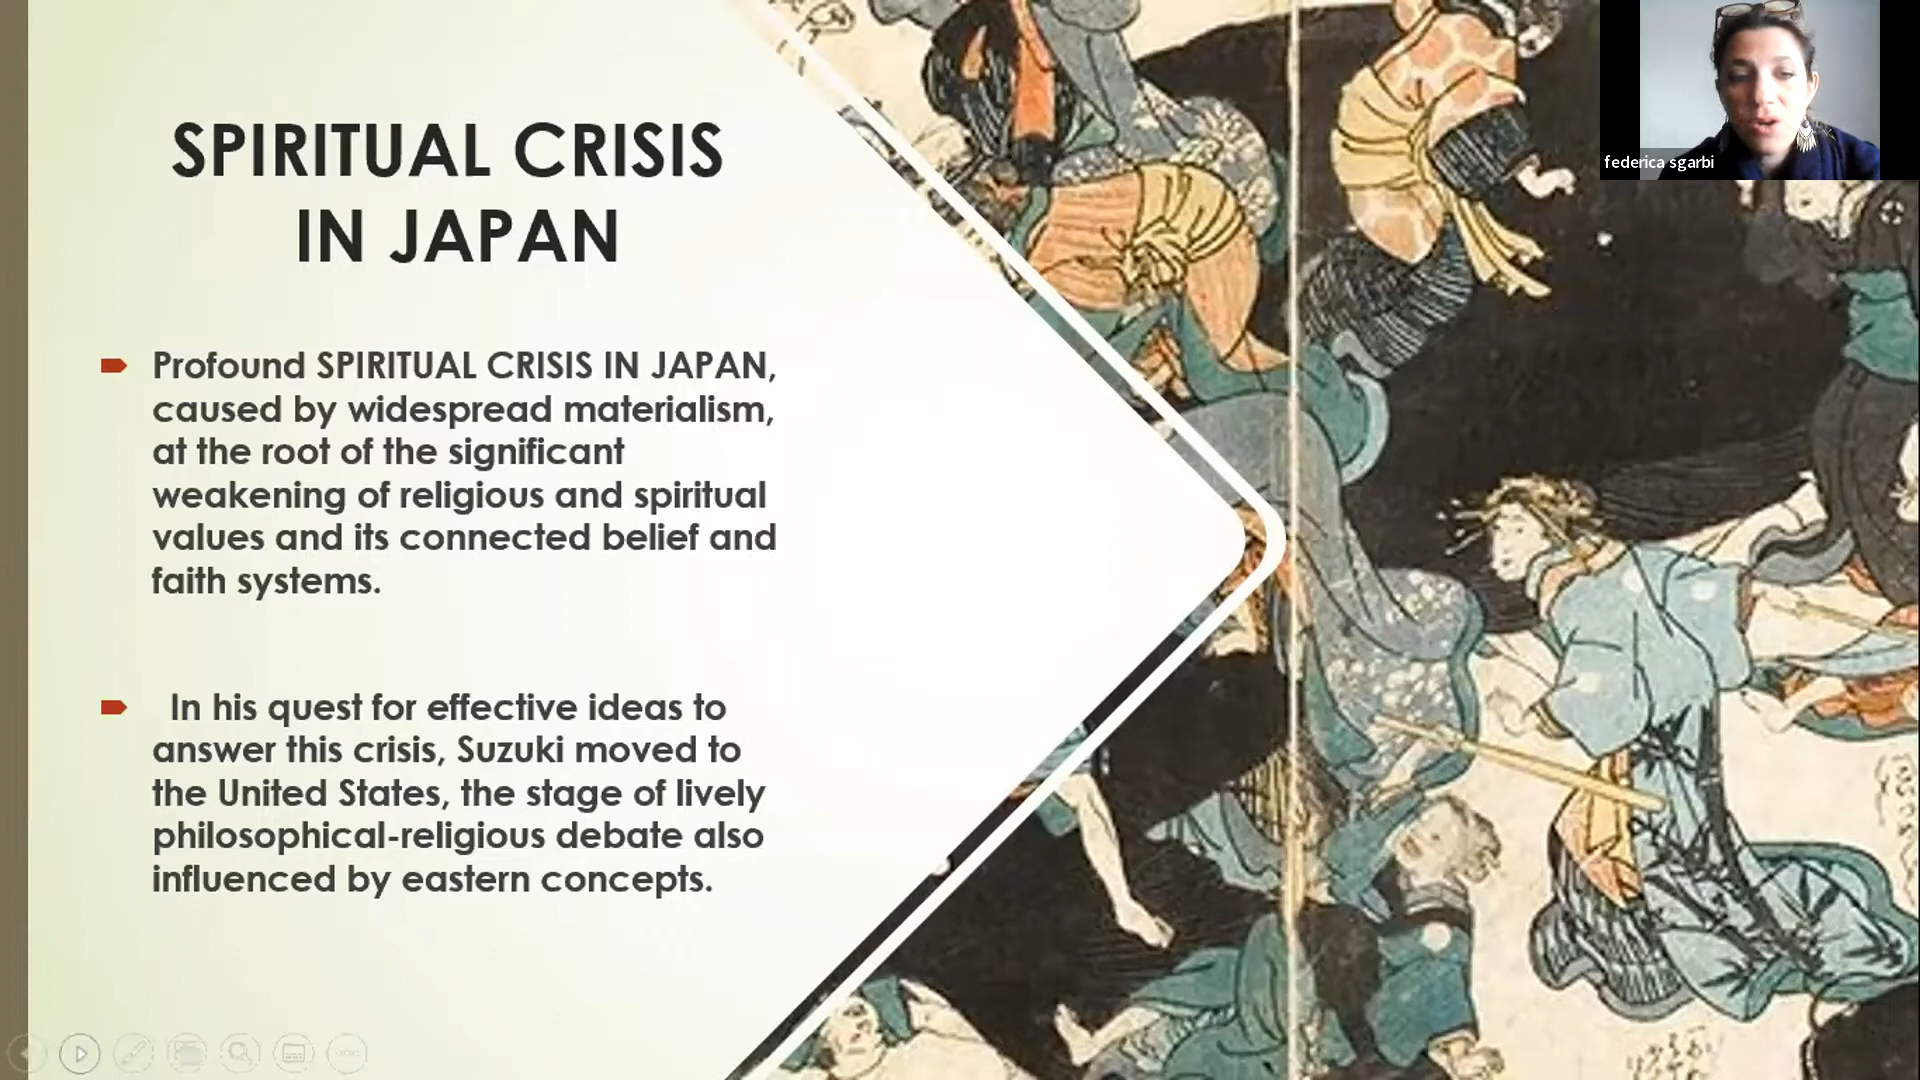 SPIRITUAL CRISIS
IN JAPAN
Profound SPIRITUAL CRISIS IN JAPAN,
caused by widespread materialism,
at the root of the significant
weakening of religious and spiritual
values and its connected belief and
faith systems.
In his quest for effective ideas to
answer this crisis, Suzuki moved to
the United States, the stage of lively
philosophical-religious debate also
influenced by eastern concepts.
federica sgarbi